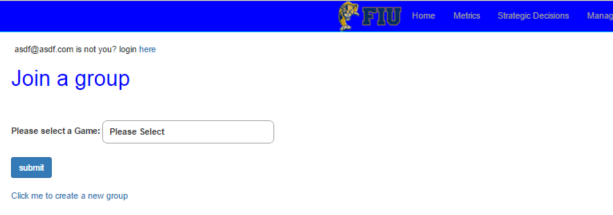 FIU Home Metrics Strategic Decisions Manag
asdf@asdf.com is not you? login here
Join a group
Please select a Game: Please Select
submit
Click me to create a new group